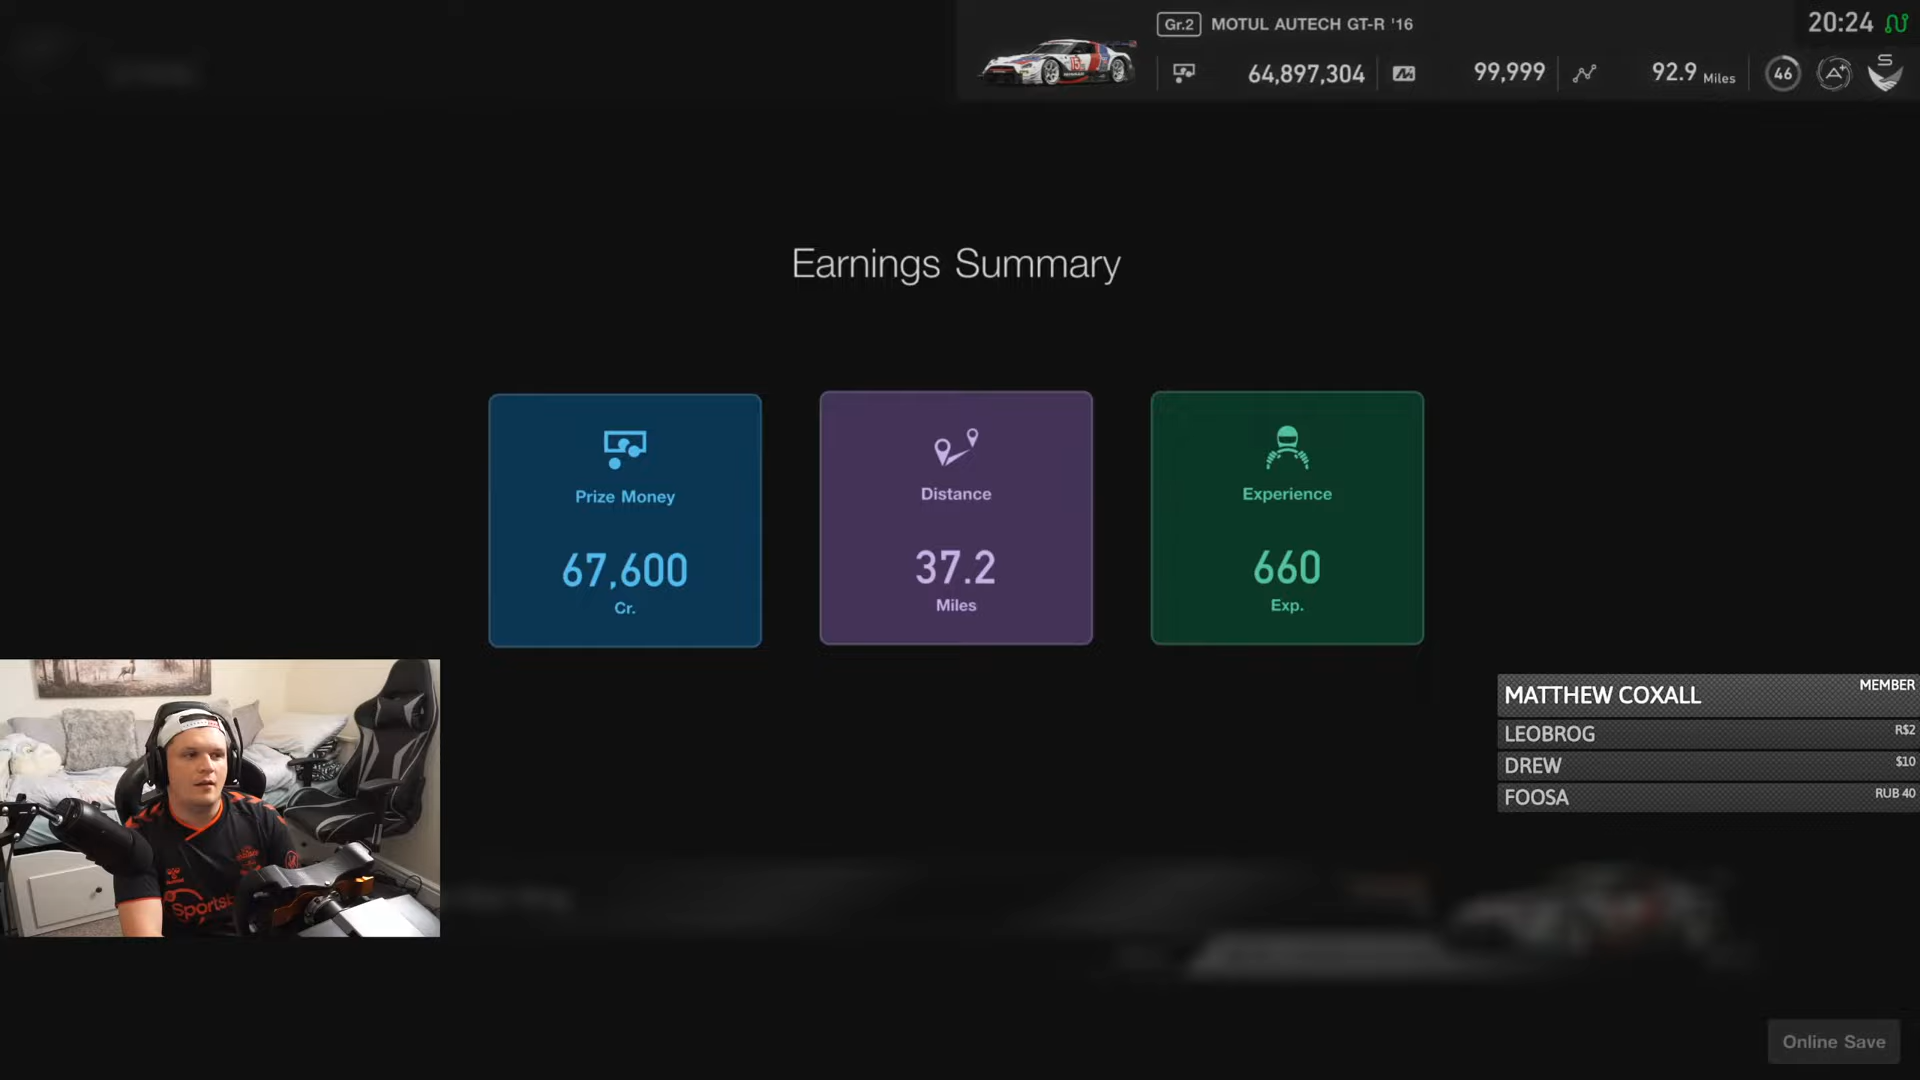 Gr.2 MOTUL AUTECH GT-R '16
20:24
64,897,304
99,999
92.9 Miles
46
A+
S
Earnings Summary
Prize Money
67,600
Cr.
Distance
37.2
Miles
Experience
660
Exp.
MATTHEW COXALL MEMBER
LEOBROG R$2
DREW $10
FOOSA RUB 40
Online Save